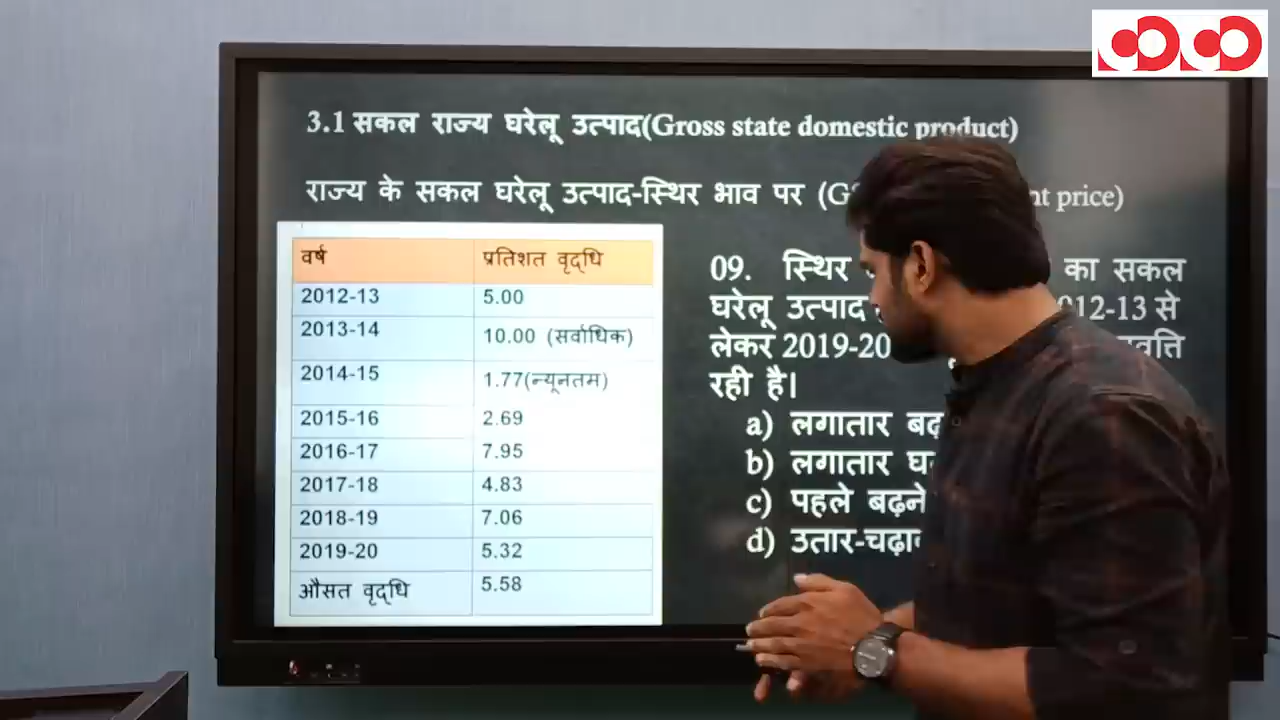 3.1 सकल राज्य घरेलू उत्पाद(Gross state domestic product)
राज्य के सकल घरेलू उत्पाद-स्थिर भाव पर price)
वर्ष प्रतिशत वृद्धि
2012-13 5.00
2013-14 10.00 (सर्वाधिक)
2014-15 1.77(न्यूनतम)
2015-16 2.69
2016-17 7.95
2017-18 4.83
2018-19 7.06
2019-20 5.32
औसत वृद्धि 5.58
09. स्थिर का सकल
घरेलू उत्पाद 012-13 से
लेकर 2019-20
रही है।
a) लगातार
b) लगातार
c) पहले बढ़ने
d)